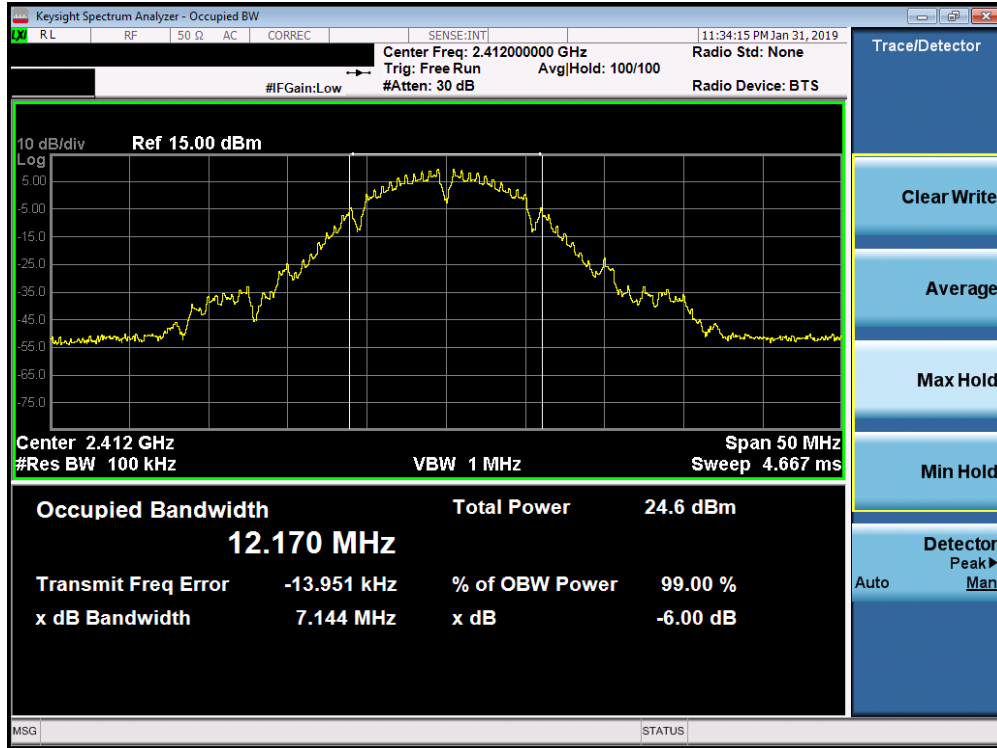 Keysight Spectrum Analyzer - Occupied BW
LXI RL RF 50 Ω AC CORREC SENSE:INT 11:34:15 PM Jan 31, 2019
Center Freq: 2.412000000 GHz Radio Std: None
Trig: Free Run Avg|Hold: 100/100
#IFGain:Low #Atten: 30 dB Radio Device: BTS
10 dB/div Ref 15.00 dBm
Log
5.00
-5.00
-15.0
-25.0
-35.0
-45.0
-55.0
-65.0
-75.0
Center 2.412 GHz Span 50 MHz
#Res BW 100 kHz VBW 1 MHz Sweep 4.667 ms
Occupied Bandwidth Total Power 24.6 dBm
12.170 MHz
Transmit Freq Error -13.951 kHz % of OBW Power 99.00 %
x dB Bandwidth 7.144 MHz x dB -6.00 dB
MSG STATUS
Trace/Detector
Clear Write
Average
Max Hold
Min Hold
Detector
Peak▶
Auto Man